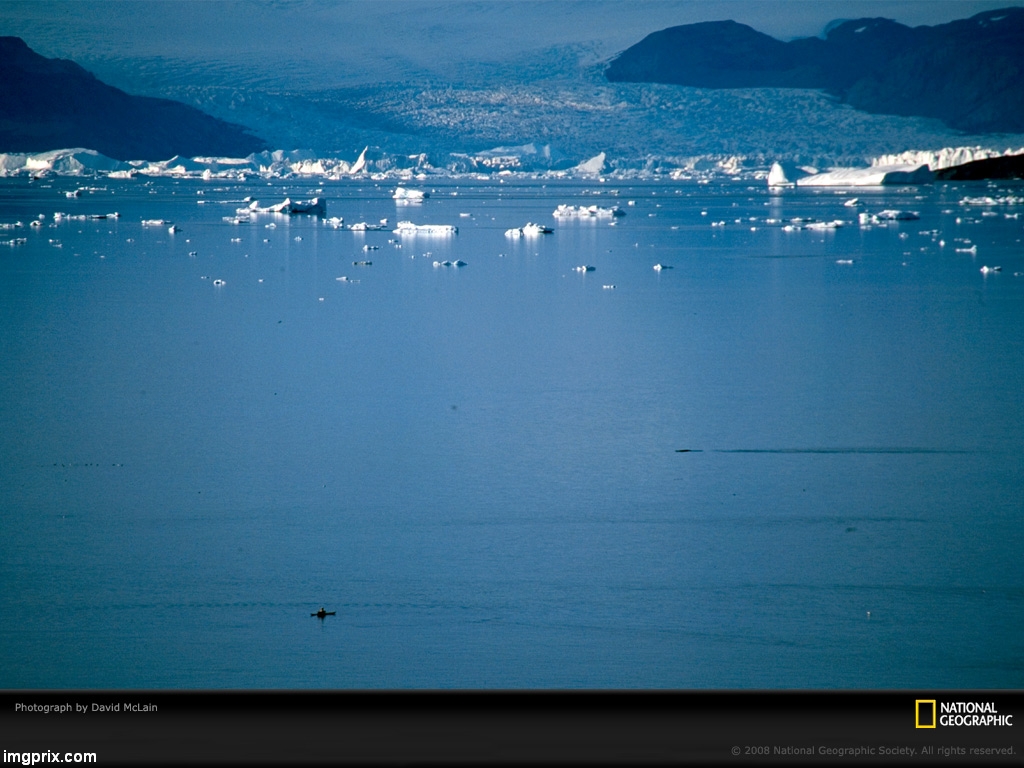 Photograph by David McLain
NATIONAL
GEOGRAPHIC
© 2008 National Geographic Society. All rights reserved.
imgprix.com